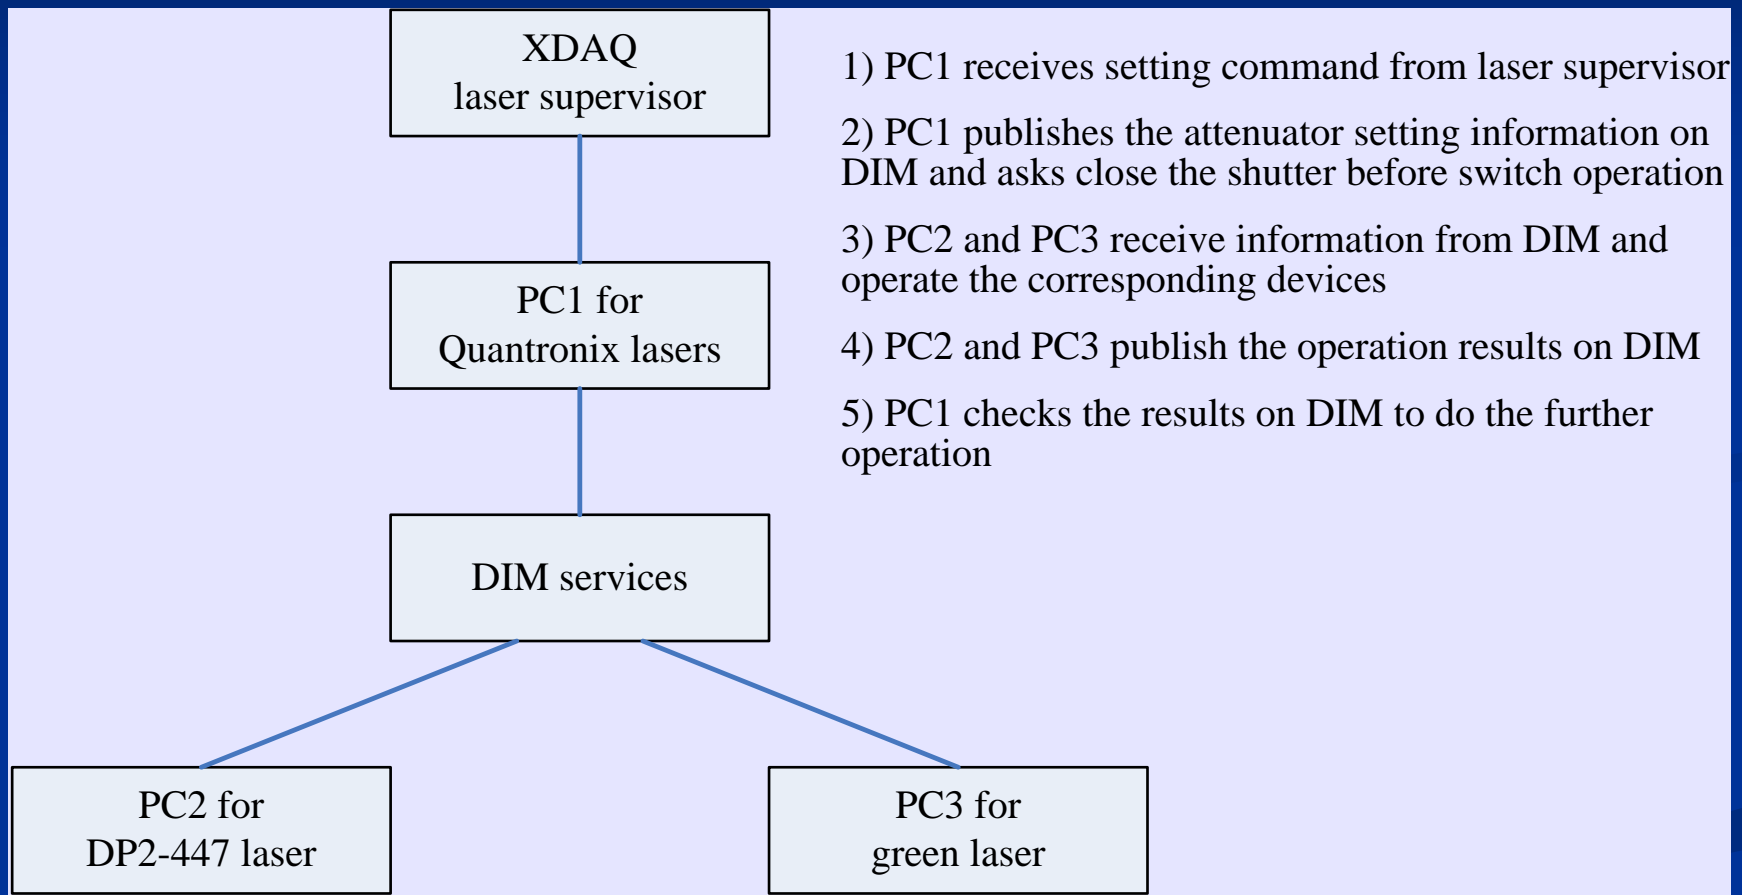 XDAQ
laser supervisor
PC1 for
Quantronix lasers
DIM services
PC2 for
DP2-447 laser
PC3 for
green laser
1) PC1 receives setting command from laser supervisor
2) PC1 publishes the attenuator setting information on
DIM and asks close the shutter before switch operation
3) PC2 and PC3 receive information from DIM and
operate the corresponding devices
4) PC2 and PC3 publish the operation results on DIM
5) PC1 checks the results on DIM to do the further
operation